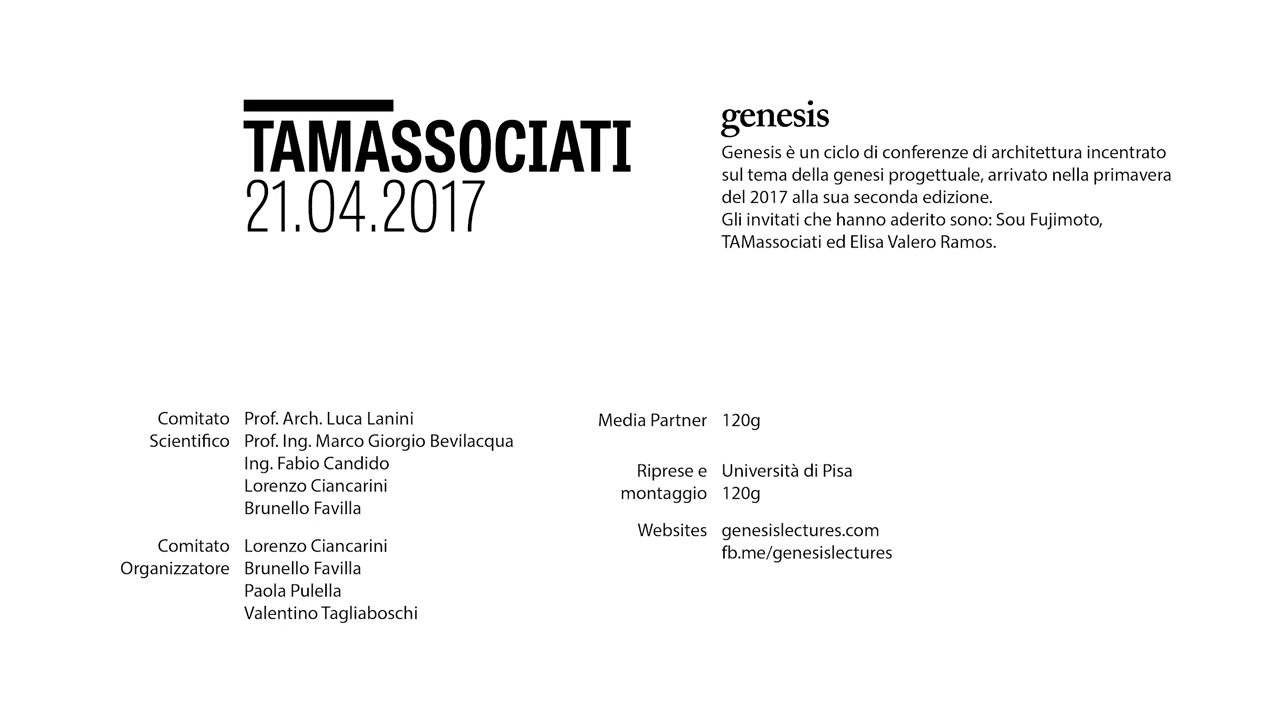 TAMASSOCIATI
21.04.2017
genesis
Genesis è un ciclo di conferenze di architettura incentrato
sul tema della genesi progettuale, arrivato nella primavera
del 2017 alla sua seconda edizione.
Gli invitati che hanno aderito sono: Sou Fujimoto,
TAMassociati ed Elisa Valero Ramos.
Comitato Prof. Arch. Luca Lanini
Scientifico Prof. Ing. Marco Giorgio Bevilacqua
Ing. Fabio Candido
Lorenzo Ciancarini
Brunello Favilla
Comitato Lorenzo Ciancarini
Organizzatore Brunello Favilla
Paola Pulella
Valentino Tagliaboschi
Media Partner 120g
Riprese e Università di Pisa
montaggio 120g
Websites genesislectures.com
fb.me/genesislectures